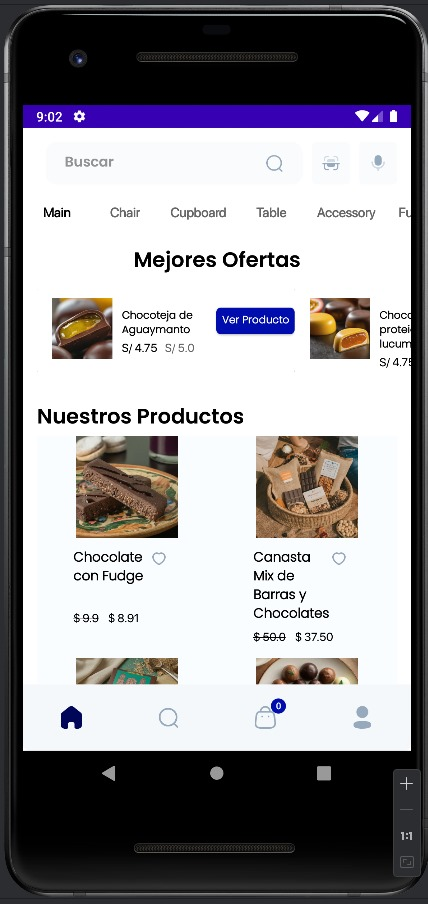 9:02
Buscar
Main Chair Cupboard Table Accessory Fu
Mejores Ofertas
Chocoteja de
Aguaymanto
S/ 4.75 S/ 5.0
Ver Producto
Choco
protei
lucum
S/ 4.75
Nuestros Productos
Chocolate
con Fudge
$ 9.9 $ 8.91
Canasta
Mix de
Barras y
Chocolates
$ 50.0 $ 37.50
0
1:1